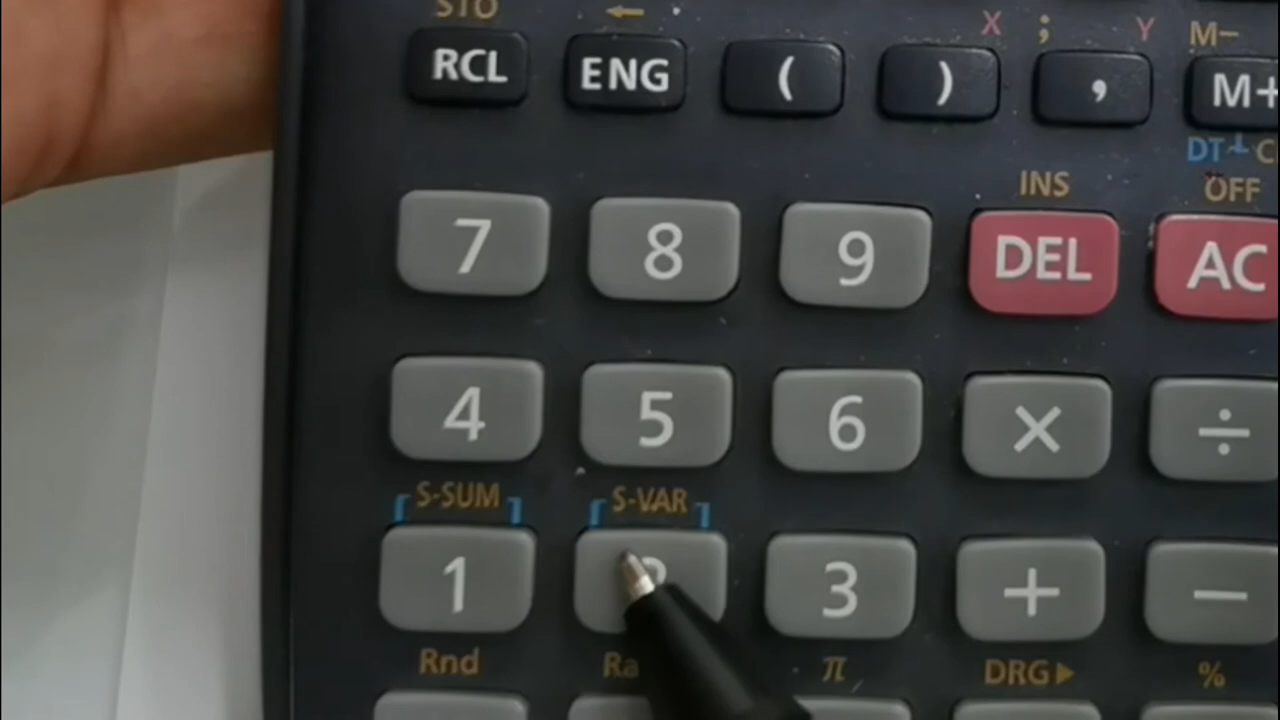 STO ←
RCL ENG ( ) , M+
X ; Y M-
DT
INS OFF
7 8 9 DEL AC
4 5 6 × ÷
S-SUM S-VAR
1 2 3 + −
Rnd π DRG▶ %